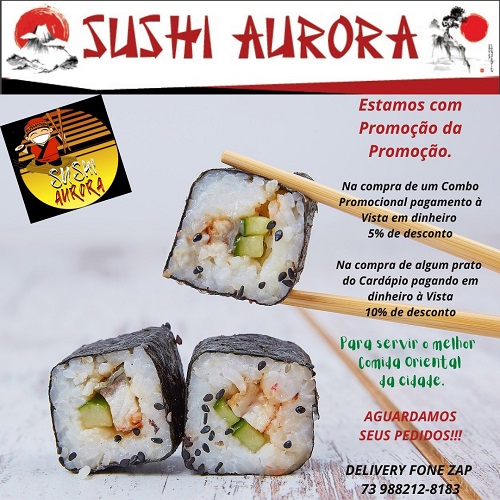 SUSHI AURORA
SUSHI
AURORA
Estamos com
Promoção da
Promoção.
Na compra de um Combo
Promocional pagamento à
Vista em dinheiro
5% de desconto
Na compra de algum prato
do Cardápio pagando em
dinheiro à Vista
10% de desconto
Para servir o melhor
Comida Oriental
da cidade.
AGUARDAMOS
SEUS PEDIDOS!!!
DELIVERY FONE ZAP
73 988212-8183